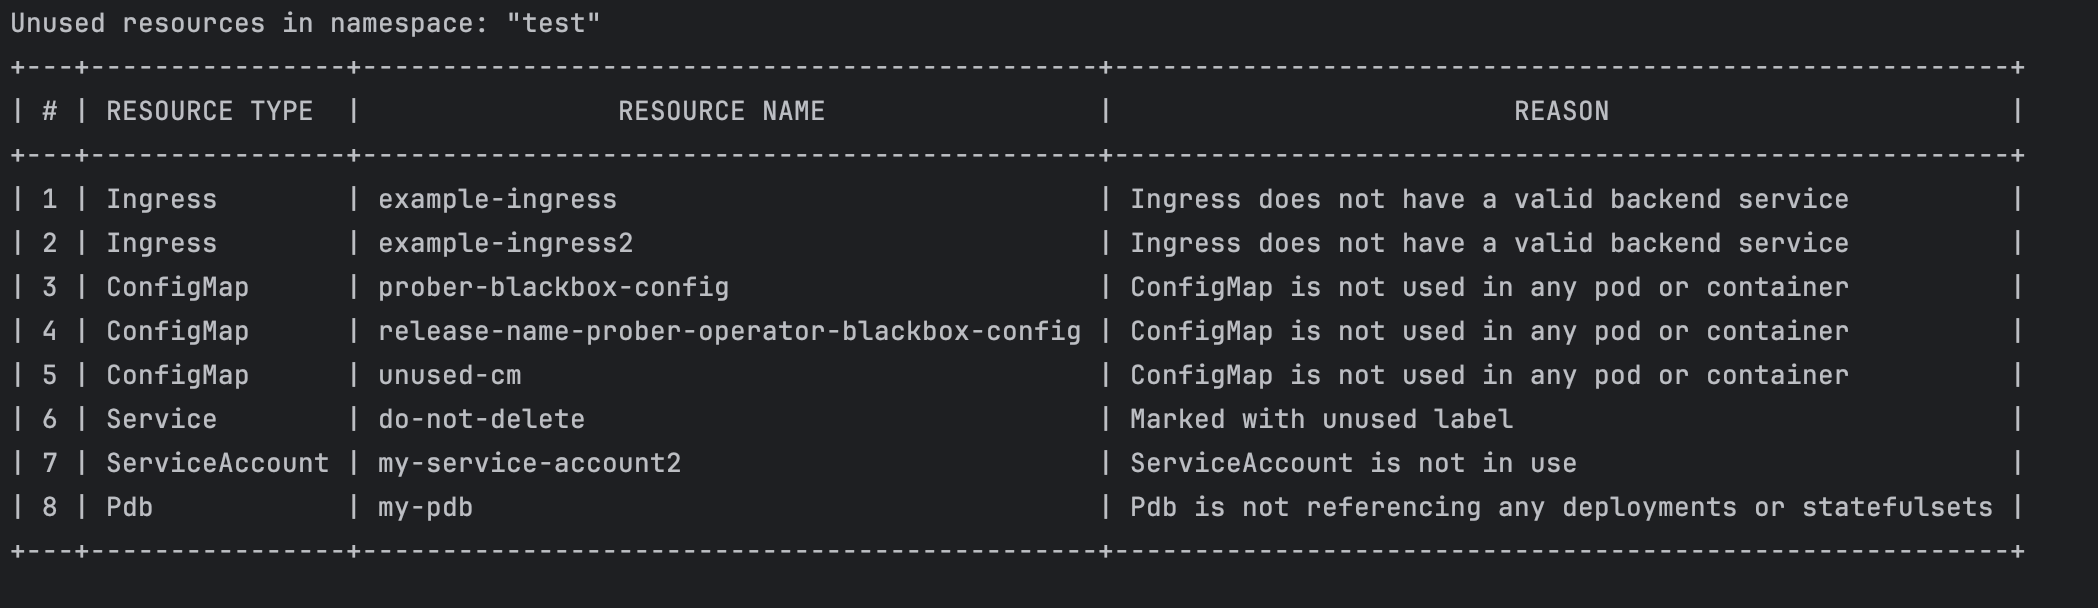 Unused resources in namespace: "test"
+---+----------------+----------------------------------------------+--------------------------------------------------------+
| # | RESOURCE TYPE  |                RESOURCE NAME                 |                         REASON                         |
+---+----------------+----------------------------------------------+--------------------------------------------------------+
| 1 | Ingress        | example-ingress                              | Ingress does not have a valid backend service          |
| 2 | Ingress        | example-ingress2                             | Ingress does not have a valid backend service          |
| 3 | ConfigMap      | prober-blackbox-config                       | ConfigMap is not used in any pod or container          |
| 4 | ConfigMap      | release-name-prober-operator-blackbox-config | ConfigMap is not used in any pod or container          |
| 5 | ConfigMap      | unused-cm                                    | ConfigMap is not used in any pod or container          |
| 6 | Service        | do-not-delete                                | Marked with unused label                               |
| 7 | ServiceAccount | my-service-account2                          | ServiceAccount is not in use                           |
| 8 | Pdb            | my-pdb                                       | Pdb is not referencing any deployments or statefulsets |
+---+----------------+----------------------------------------------+--------------------------------------------------------+